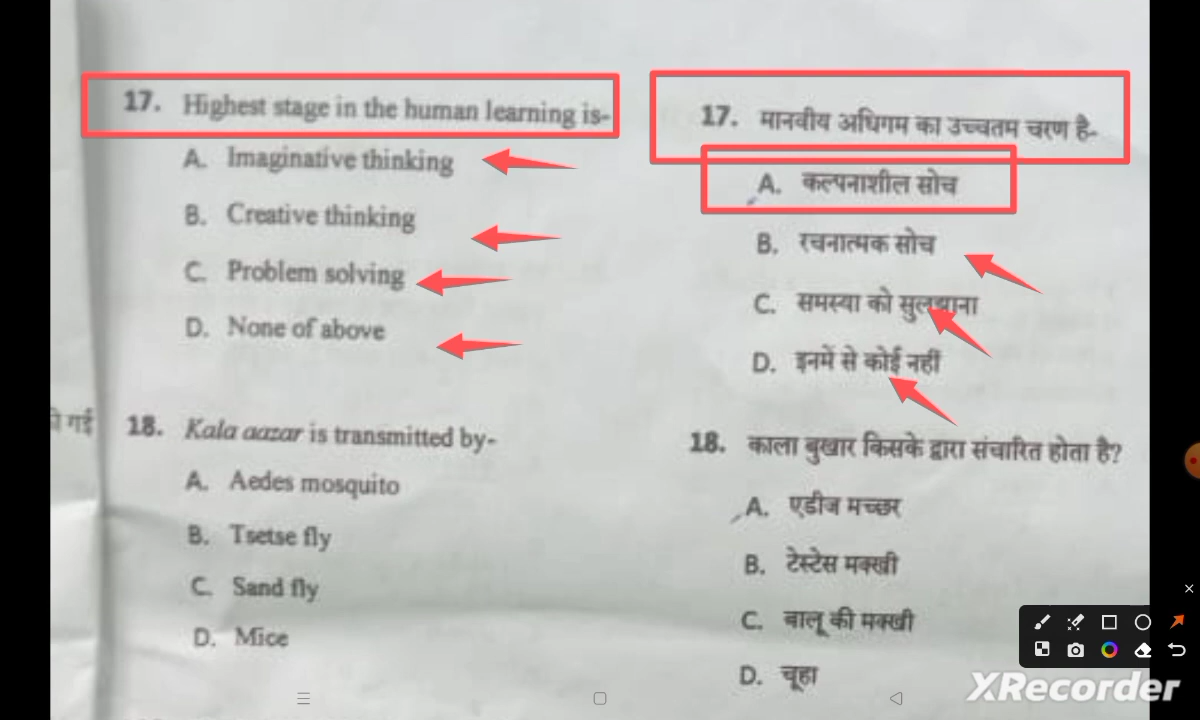 17. Highest stage in the human learning is-
A. Imaginative thinking
B. Creative thinking
C. Problem solving
D. None of above
18. Kala aazar is transmitted by-
A. Aedes mosquito
B. Tsetse fly
C. Sand fly
D. Mice
17. मानवीय अधिगम का उच्चतम चरण है-
A. कल्पनाशील सोच
B. रचनात्मक सोच
C. समस्या को सुलझाना
D. इनमें से कोई नहीं
18. काला बुखार किसके द्वारा संचारित होता है?
A. एडीज मच्छर
B. टेस्टेस मक्खी
C. बालू की मक्खी
D. चूहा
गई
XRecorder